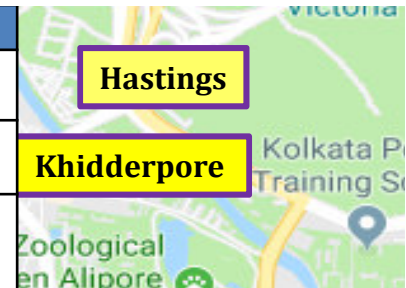 Victoria
Hastings
Khidderpore
Kolkata P
Training S
Zoological
en Alipore